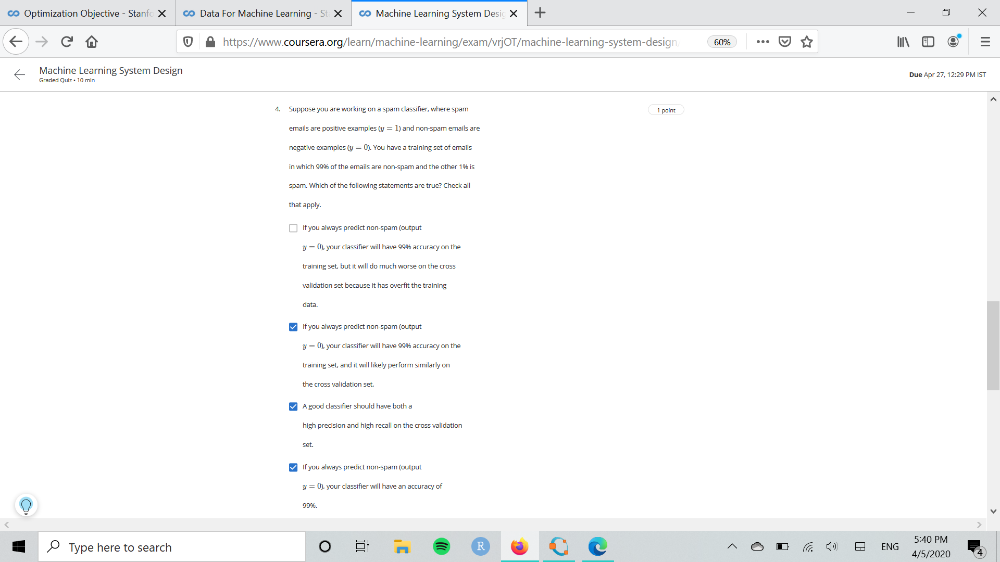 Optimization Objective - Stanfo
Data For Machine Learning - St
Machine Learning System Desig
https://www.coursera.org/learn/machine-learning/exam/vrjOT/machine-learning-system-design/
60%
Machine Learning System Design
Graded Quiz • 10 min
Due Apr 27, 12:29 PM IST
4. Suppose you are working on a spam classifier, where spam
1 point
emails are positive examples (y = 1) and non-spam emails are
negative examples (y = 0). You have a training set of emails
in which 99% of the emails are non-spam and the other 1% is
spam. Which of the following statements are true? Check all
that apply.
If you always predict non-spam (output
y = 0), your classifier will have 99% accuracy on the
training set, but it will do much worse on the cross
validation set because it has overfit the training
data.
If you always predict non-spam (output
y = 0), your classifier will have 99% accuracy on the
training set, and it will likely perform similarly on
the cross validation set.
A good classifier should have both a
high precision and high recall on the cross validation
set.
If you always predict non-spam (output
y = 0), your classifier will have an accuracy of
99%.
Type here to search
R
ENG
5:40 PM
4/5/2020
4